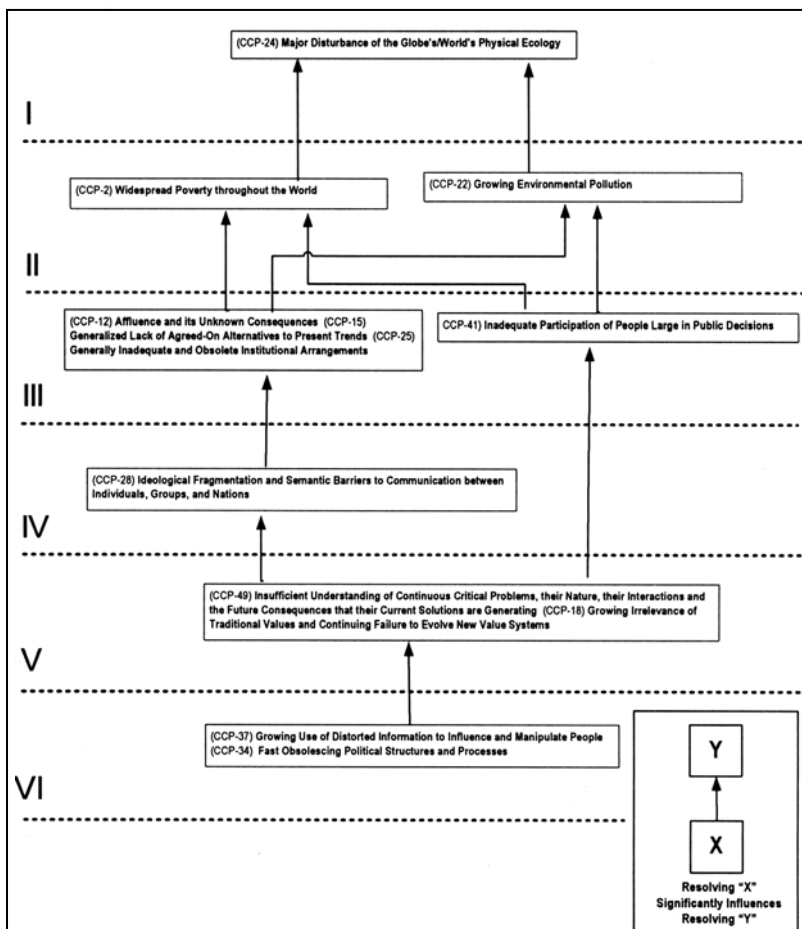 (CCP-24) Major Disturbance of the Globe's/World's Physical Ecology
I
(CCP-2) Widespread Poverty throughout the World
(CCP-22) Growing Environmental Pollution
II
(CCP-12) Affluence and its Unknown Consequences (CCP-15)
Generalized Lack of Agreed-On Alternatives to Present Trends (CCP-25)
Generally Inadequate and Obsolete Institutional Arrangements
CCP-41) Inadequate Participation of People Large in Public Decisions
III
(CCP-28) Ideological Fragmentation and Semantic Barriers to Communication between
Individuals, Groups, and Nations
IV
(CCP-49) Insufficient Understanding of Continuous Critical Problems, their Nature, their Interactions and
the Future Consequences that their Current Solutions are Generating (CCP-18) Growing Irrelevance of
Traditional Values and Continuing Failure to Evolve New Value Systems
V
(CCP-37) Growing Use of Distorted Information to Influence and Manipulate People
(CCP-34) Fast Obsolescing Political Structures and Processes
VI
Y
X
Resolving "X"
Significantly Influences
Resolving "Y"